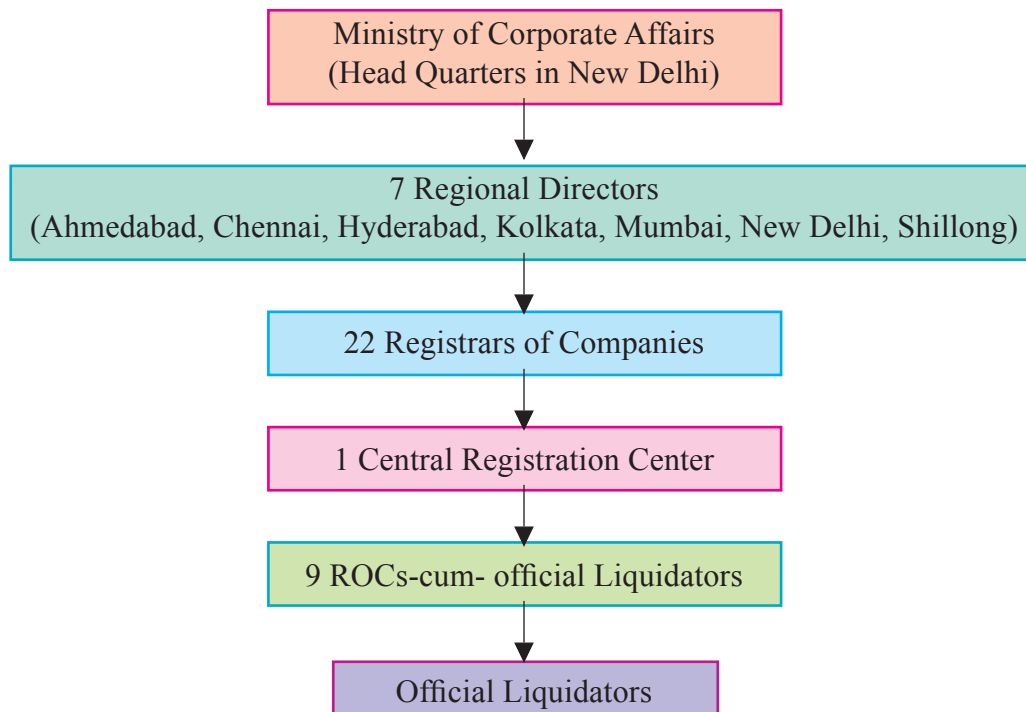 Ministry of Corporate Affairs
(Head Quarters in New Delhi)
7 Regional Directors
(Ahmedabad, Chennai, Hyderabad, Kolkata, Mumbai, New Delhi, Shillong)
22 Registrars of Companies
1 Central Registration Center
9 ROCs-cum- official Liquidators
Official Liquidators